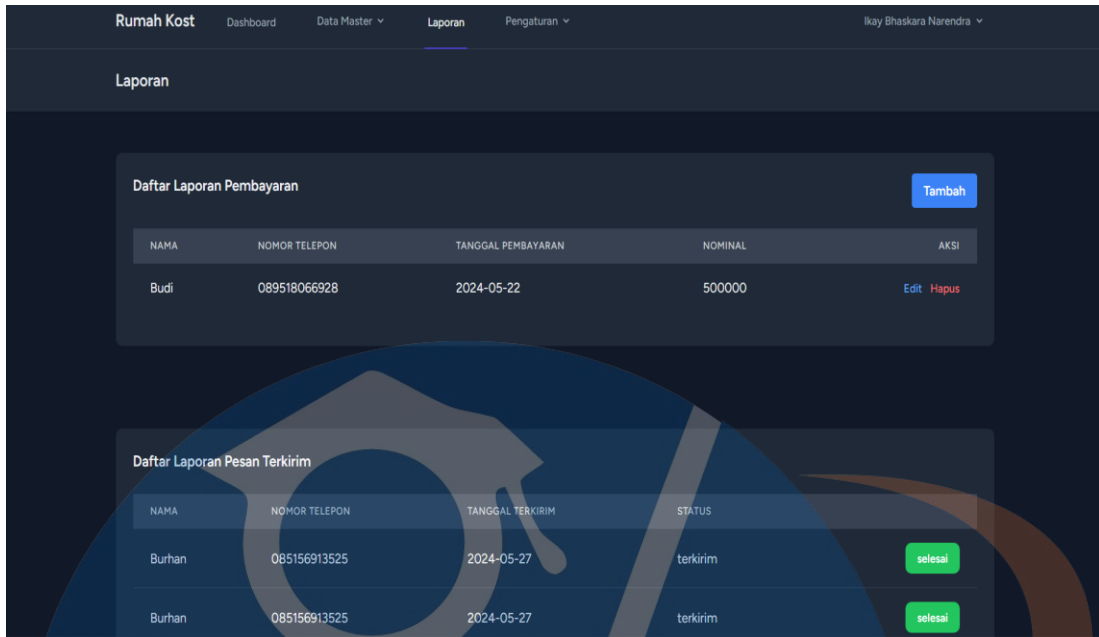 Rumah Kost Dashboard Data Master Laporan Pengaturan Ikay Bhaskara Narendra
Laporan
Daftar Laporan Pembayaran
Tambah
NAMA NOMOR TELEPON TANGGAL PEMBAYARAN NOMINAL AKSI
Budi 089518066928 2024-05-22 500000 Edit Hapus
Daftar Laporan Pesan Terkirim
NAMA NOMOR TELEPON TANGGAL TERKIRIM STATUS
Burhan 085156913525 2024-05-27 terkirim selesai
Burhan 085156913525 2024-05-27 terkirim selesai